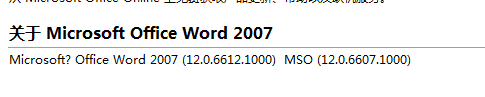 关于 Microsoft Office Word 2007
Microsoft? Office Word 2007 (12.0.6612.1000)  MSO (12.0.6607.1000)